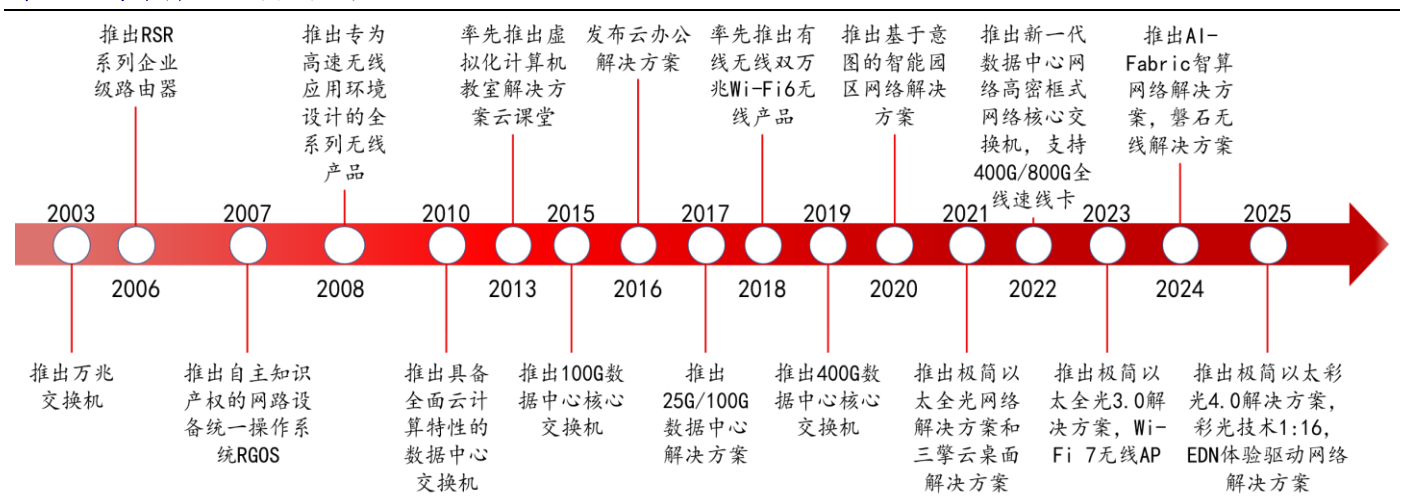 推出RSR
系列企业
级路由器
推出专为
高速无线
应用环境
设计的全
系列无线
产品
率先推出虚
拟化计算机
教室解决方
案云课堂
发布云办公
解决方案
率先推出有
线无线双万
兆Wi-Fi6无
线产品
推出基于意
图的智能园
区网络解决
方案
推出新一代
数据中心网
络高密框式
网络核心交
换机，支持
400G/800G全
线速线卡
推出AI-
Fabric智算
网络解决方
案，磐石无
线解决方案
2003
2007
2010
2015
2017
2019
2021
2023
2025
2006
2008
2013
2016
2018
2020
2022
2024
推出万兆
交换机
推出自主知识
产权的网路设
备统一操作系
统RGOS
推出具备
全面云计
算特性的
数据中心
交换机
推出100G数
据中心核心
交换机
推出
25G/100G
数据中心
解决方案
推出400G数
据中心核心
交换机
推出极简以
太全光网络
解决方案和
三擎云桌面
解决方案
推出极简以
太全光3.0解
决方案，Wi-
Fi 7无线AP
推出极简以太彩
光4.0解决方案，
彩光技术1:16，
EDN体验驱动网络
解决方案